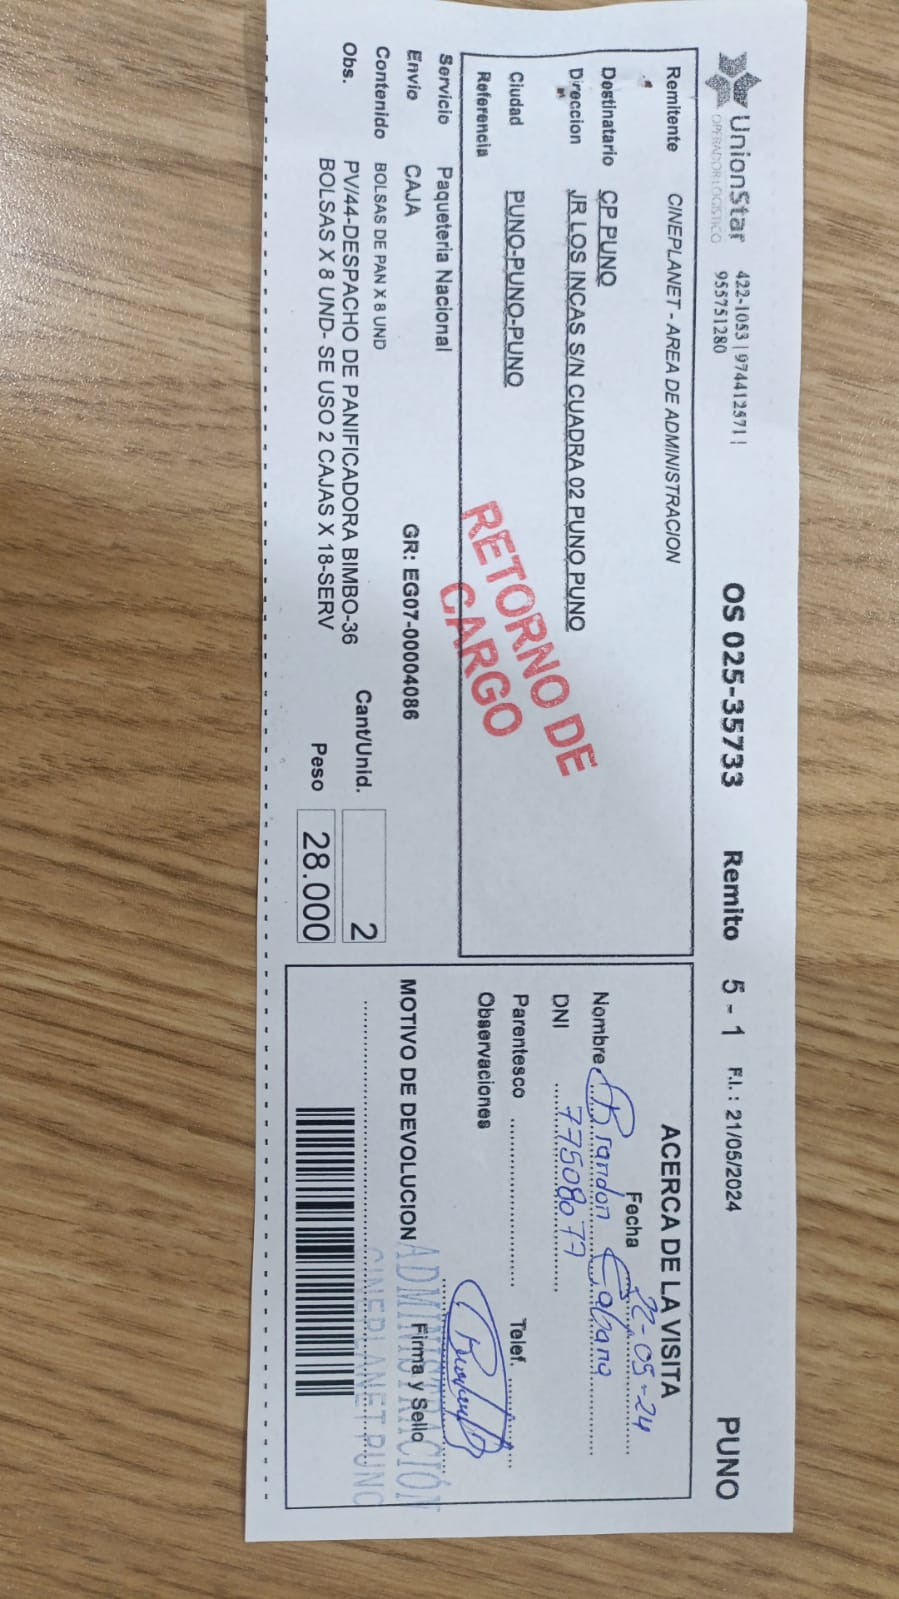 UnionStar
OPERADOR LOGISTICO
422-1053 | 974412571 |
955751280
OS 025-35733 Remito 5 - 1 F.I. : 21/05/2024 PUNO
Remitente CINEPLANET - AREA DE ADMINISTRACION
Destinatario CP PUNO
Direccion JR LOS INCAS S/N CUADRA 02 PUNO PUNO
Ciudad PUNO-PUNO-PUNO
Referencia
RETORNO DE
CARGO
Servicio Paqueteria Nacional
Envio CAJA GR: EG07-00004086
Contenido BOLSAS DE PAN X 8 UND
Obs. PV/44-DESPACHO DE PANIFICADORA BIMBO-36
BOLSAS X 8 UND- SE USO 2 CAJAS X 18-SERV
Cant/Unid. 2
Peso 28.000
ACERCA DE LA VISITA
Fecha 22-05-24
Nombre Brandon Cabana
DNI 77508077
Parentesco Telef.
Observaciones
Firma y Sello
MOTIVO DE DEVOLUCION
ADMINISTRACIÓN
CINEPLANET PUNO